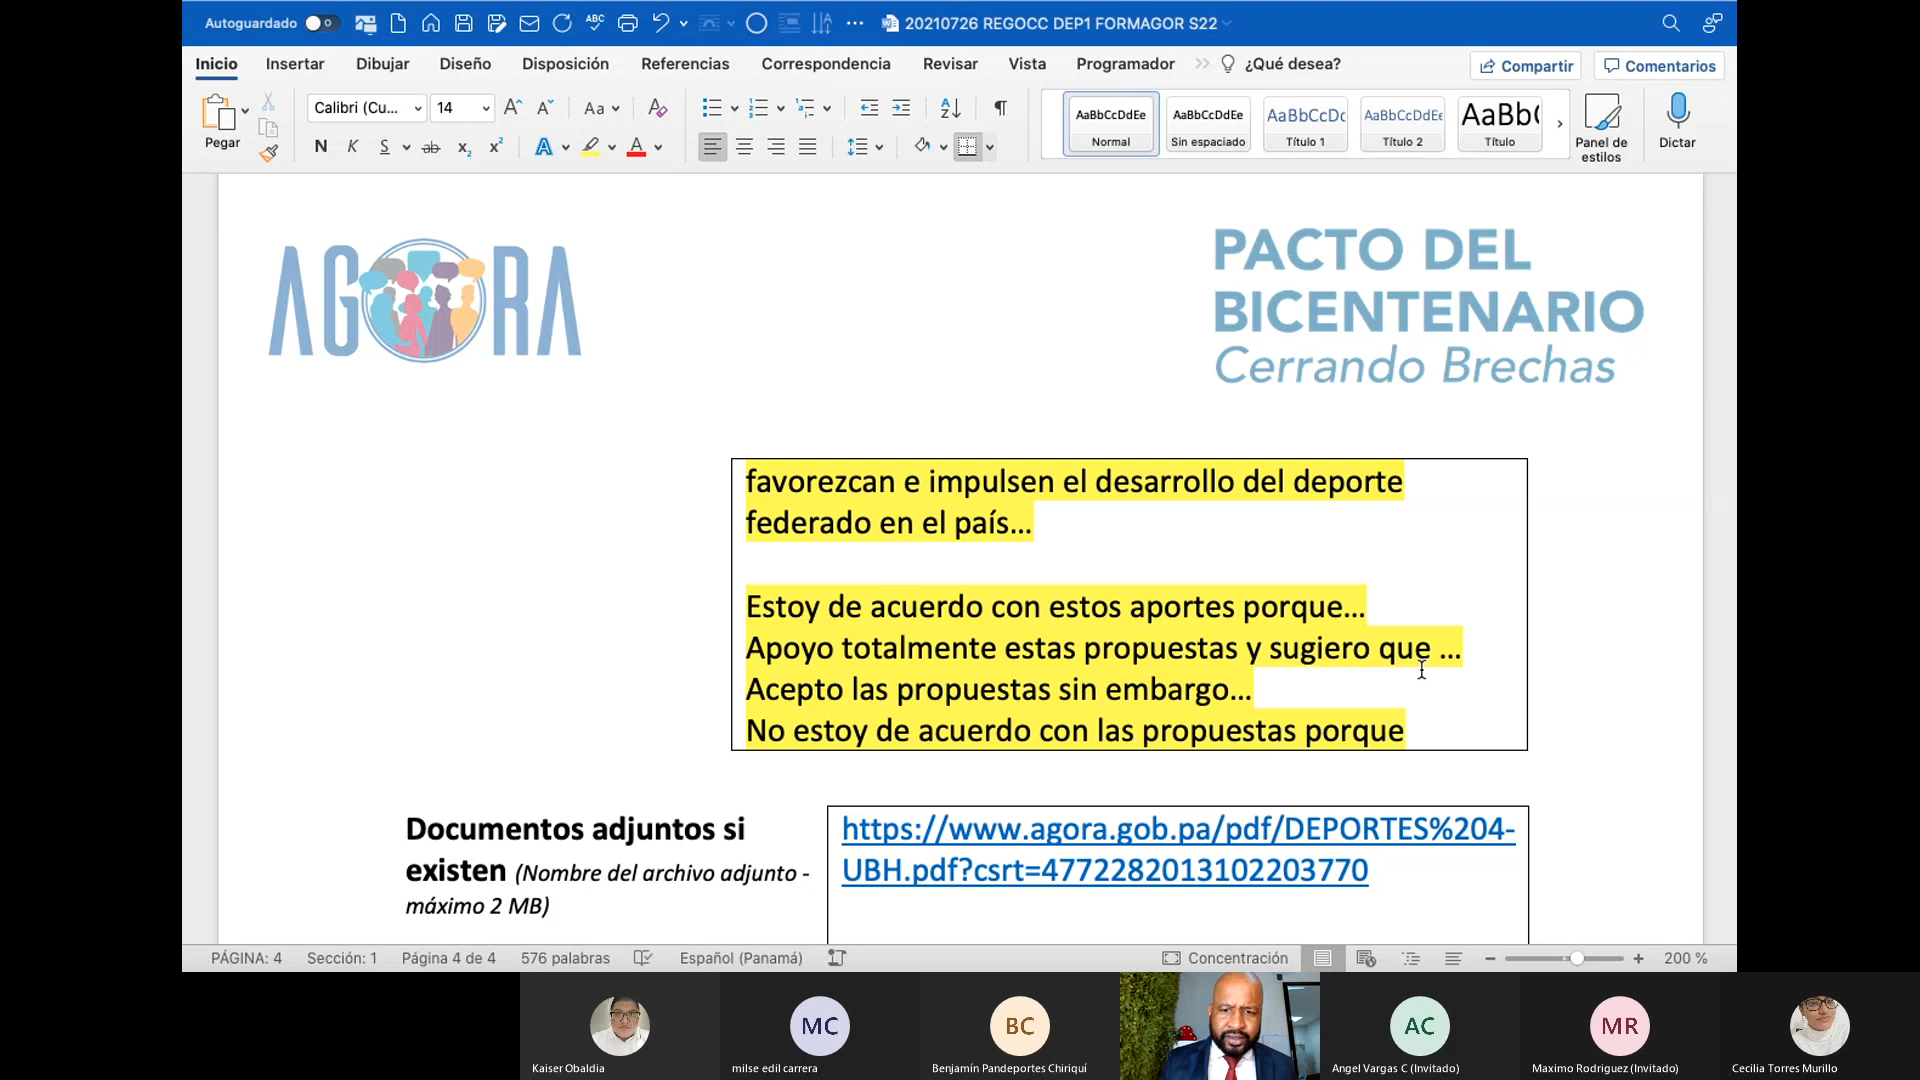 Autoguardado
ABC
20210726 REGOCC DEP1 FORMAGOR S22
Inicio Insertar Dibujar Diseño Disposición Referencias Correspondencia Revisar Vista Programador ¿Qué desea? Compartir Comentarios
Pegar
Calibri (Cu... 14
Aa
N K S ab x₂ x² A A
AaBbCcDdEe AaBbCcDdEe AaBbCcDc AaBbCcDdEe AaBb(
Normal Sin espaciado Título 1 Título 2 Título
Panel de estilos
Dictar
AGORA
PACTO DEL
BICENTENARIO
Cerrando Brechas
favorezcan e impulsen el desarrollo del deporte
federado en el país...
Estoy de acuerdo con estos aportes porque...
Apoyo totalmente estas propuestas y sugiero que ...
Acepto las propuestas sin embargo...
No estoy de acuerdo con las propuestas porque
Documentos adjuntos si
existen (Nombre del archivo adjunto -
máximo 2 MB)
https://www.agora.gob.pa/pdf/DEPORTES%204-
UBH.pdf?csrt=4772282013102203770
PÁGINA: 4 Sección: 1 Página 4 de 4 576 palabras Español (Panamá) Concentración 200 %
MC BC AC MR
Kaiser Obaldia milse edil carrera Benjamín Pandeportes Chiriquí Angel Vargas C (Invitado) Maximo Rodriguez (Invitado) Cecilia Torres Murillo